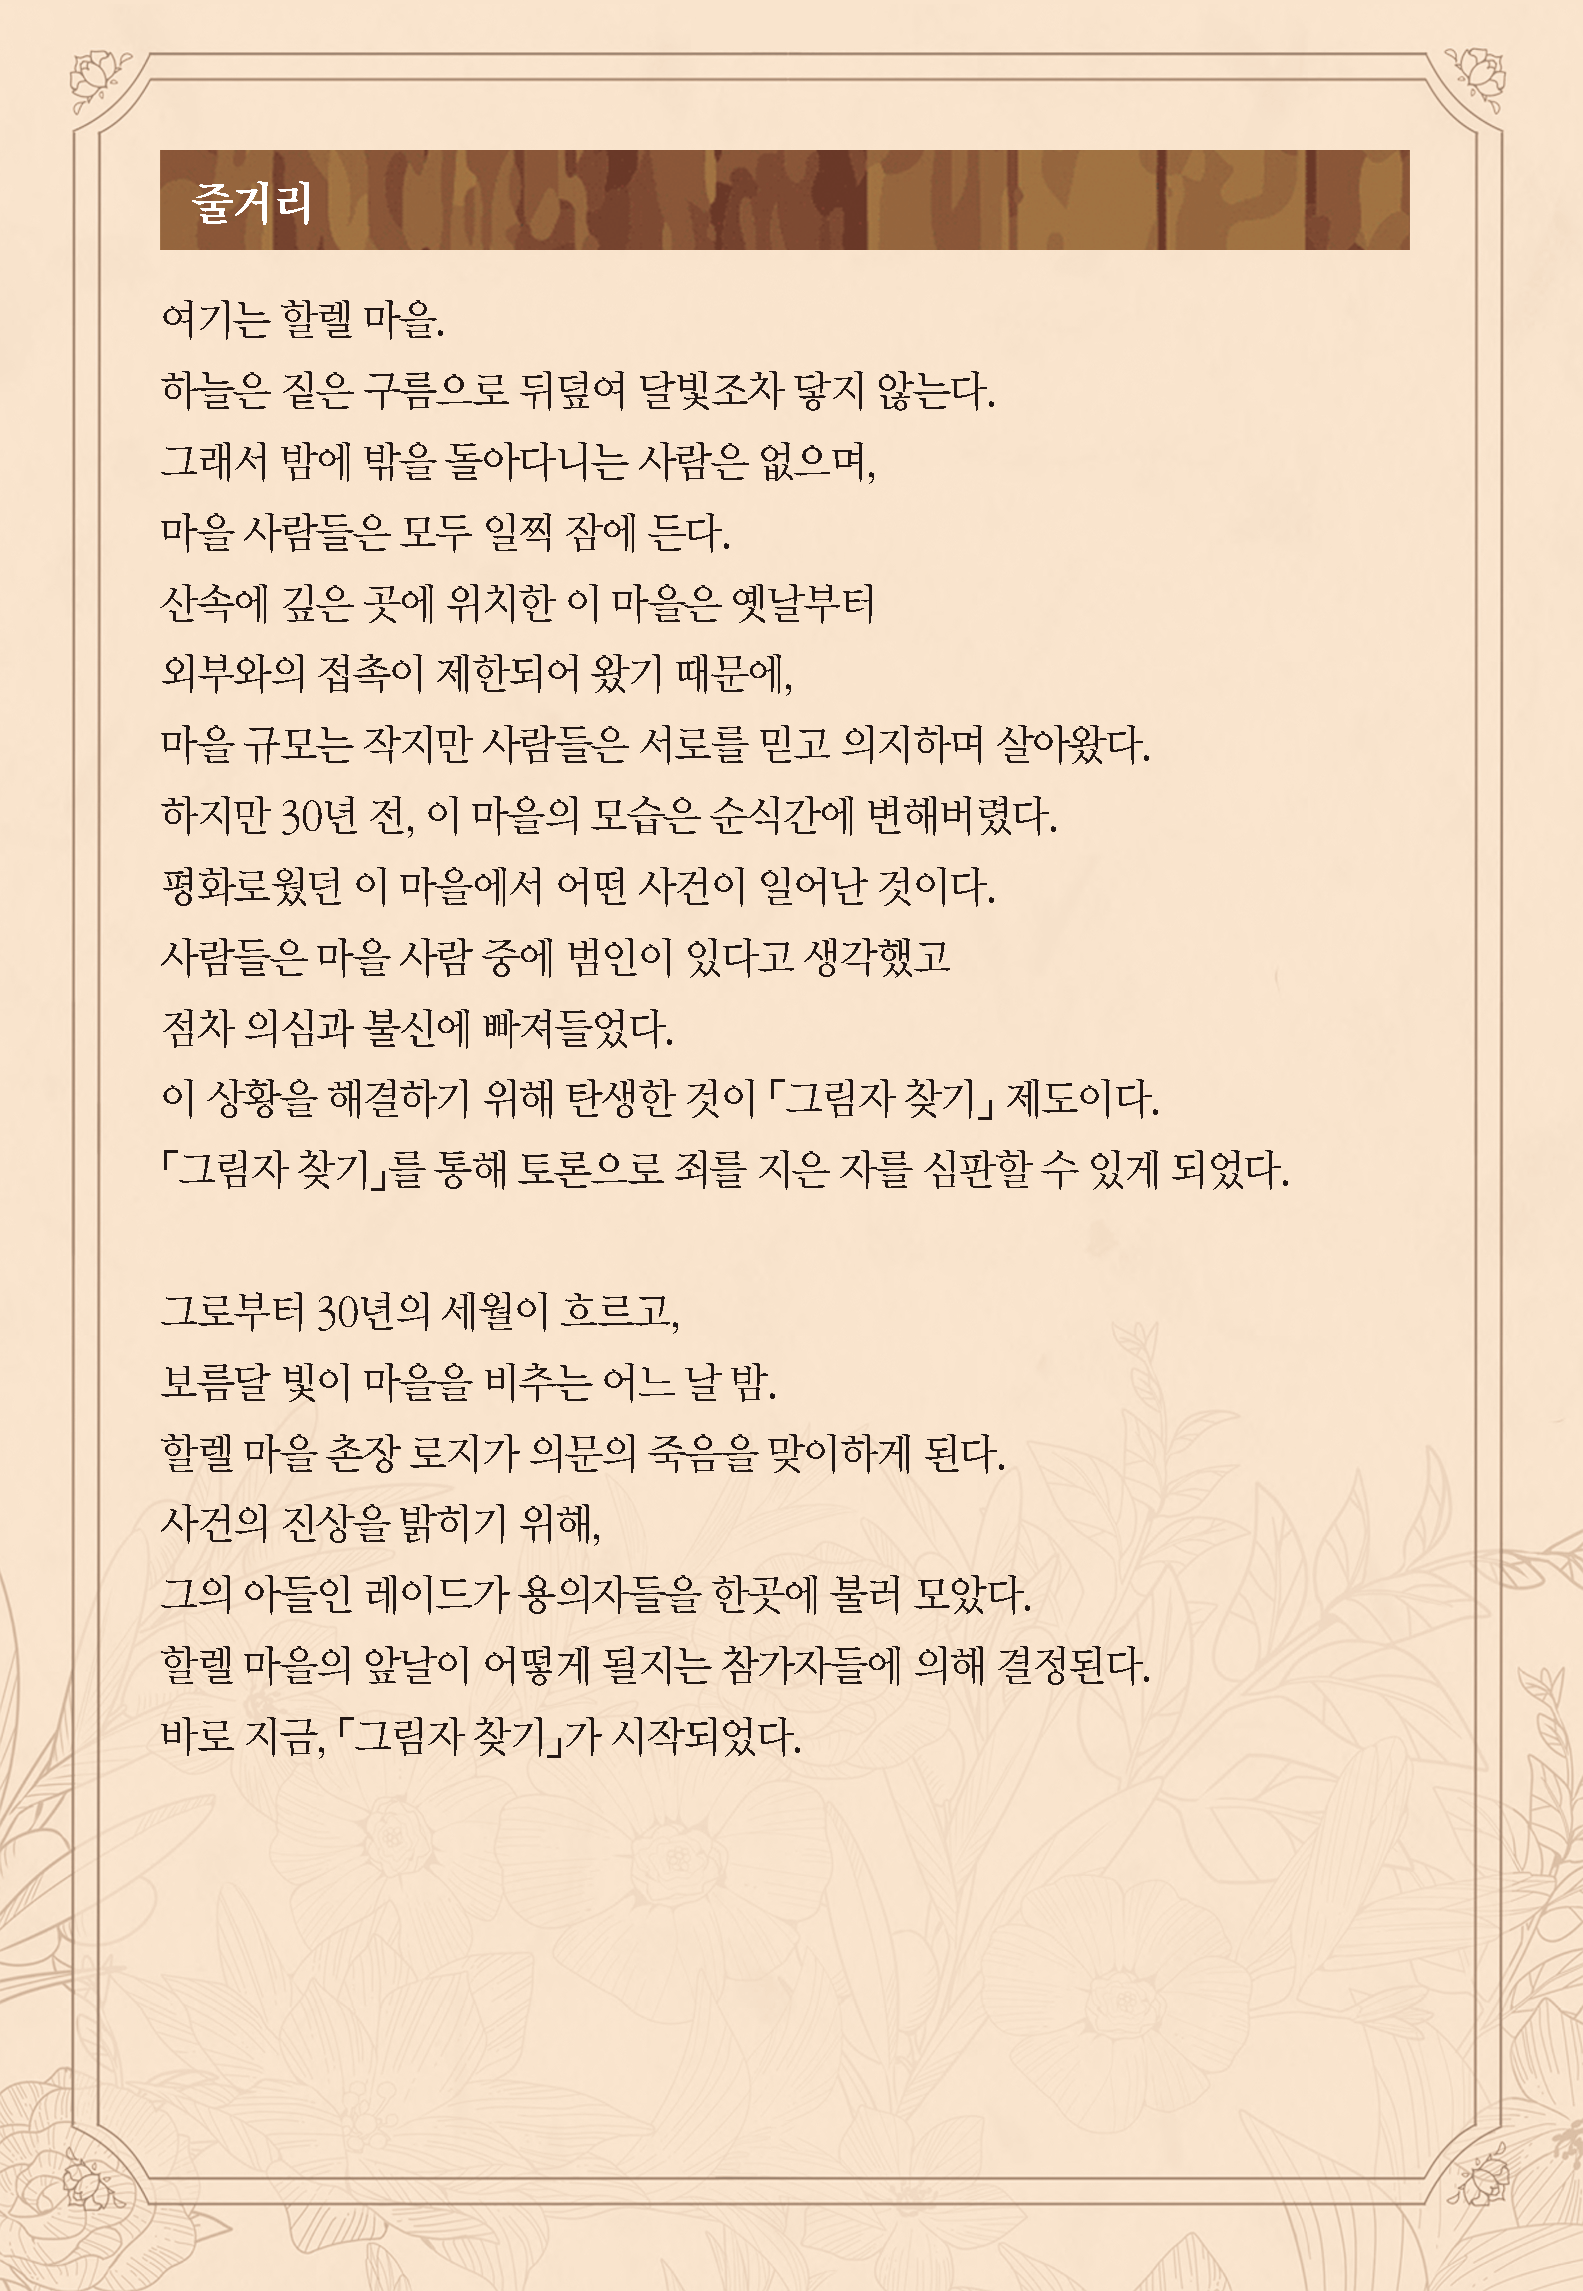 줄거리
여기는 할렐 마을.
하늘은 짙은 구름으로 뒤덮여 달빛조차 닿지 않는다.
그래서 밤에 밖을 돌아다니는 사람은 없으며,
마을 사람들은 모두 일찍 잠에 든다.
산속에 깊은 곳에 위치한 이 마을은 옛날부터
외부와의 접촉이 제한되어 왔기 때문에,
마을 규모는 작지만 사람들은 서로를 믿고 의지하며 살아왔다.
하지만 30년 전, 이 마을의 모습은 순식간에 변해버렸다.
평화로웠던 이 마을에서 어떤 사건이 일어난 것이다.
사람들은 마을 사람 중에 범인이 있다고 생각했고
점차 의심과 불신에 빠져들었다.
이 상황을 해결하기 위해 탄생한 것이 「그림자 찾기」 제도이다.
「그림자 찾기」를 통해 토론으로 죄를 지은 자를 심판할 수 있게 되었다.
그로부터 30년의 세월이 흐르고,
보름달 빛이 마을을 비추는 어느 날 밤.
할렐 마을 촌장 로지가 의문의 죽음을 맞이하게 된다.
사건의 진상을 밝히기 위해,
그의 아들인 레이드가 용의자들을 한곳에 불러 모았다.
할렐 마을의 앞날이 어떻게 될지는 참가자들에 의해 결정된다.
바로 지금, 「그림자 찾기」가 시작되었다.